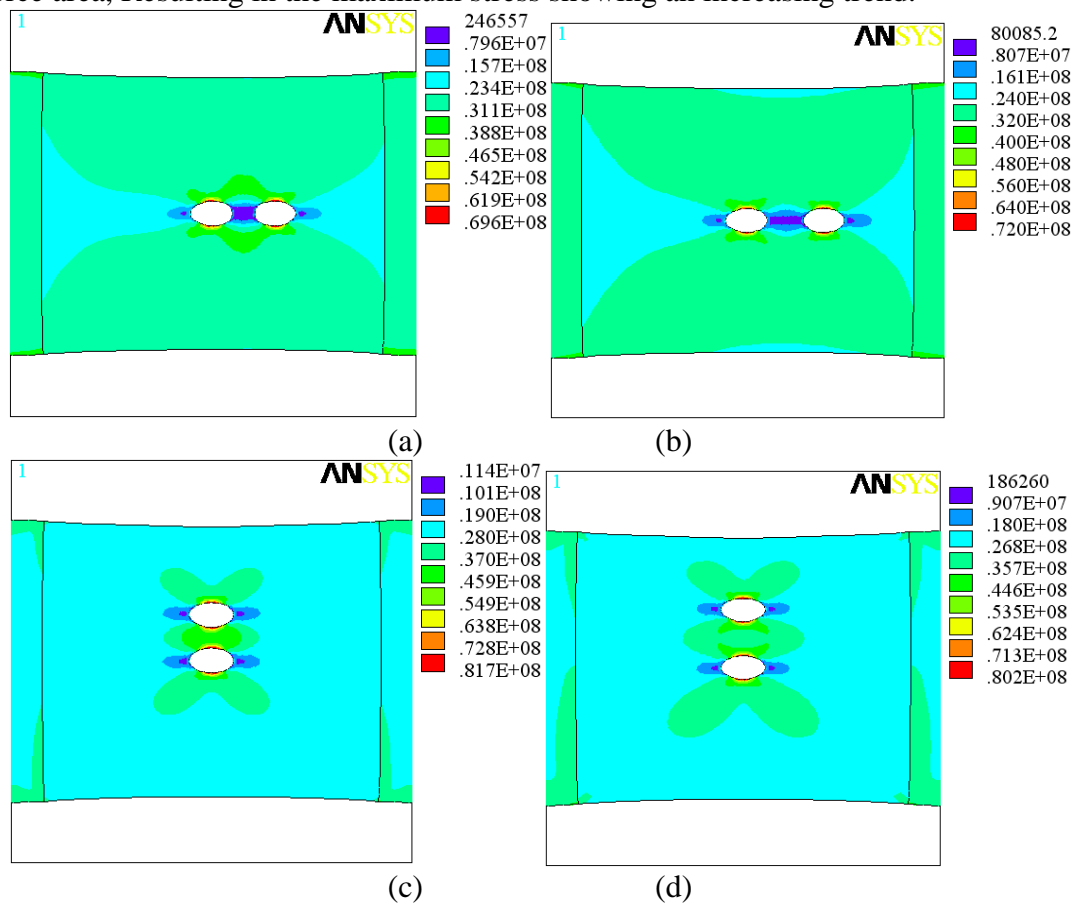 Resulting in the maximum stress showing an increasing trend.
1
ANSYS
246557
.796E+07
.157E+08
.234E+08
.311E+08
.388E+08
.465E+08
.542E+08
.619E+08
.696E+08
1
ANSYS
80085.2
.807E+07
.161E+08
.240E+08
.320E+08
.400E+08
.480E+08
.560E+08
.640E+08
.720E+08
(a)
(b)
1
ANSYS
.114E+07
.101E+08
.190E+08
.280E+08
.370E+08
.459E+08
.549E+08
.638E+08
.728E+08
.817E+08
1
ANSYS
186260
.907E+07
.180E+08
.268E+08
.357E+08
.446E+08
.535E+08
.624E+08
.713E+08
.802E+08
(c)
(d)